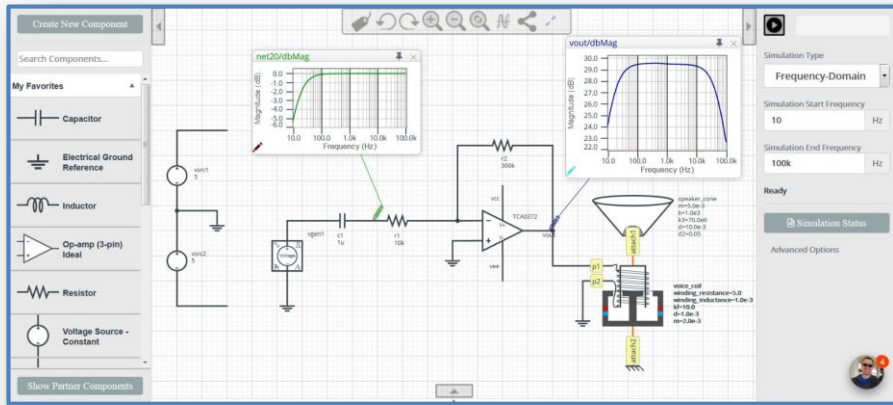 Create New Component
Search Components...
My Favorites
Capacitor
Electrical Ground
Reference
Inductor
Op-amp (3-pin)
Ideal
Resistor
Voltage Source -
Constant
Show Partner Components
net20/dbMag
Magnitude (dB)
0.0
-1.0
-2.0
-3.0
-4.0
-5.0
-6.0
10.0 100.0 1.0k 10.0k 100.0k
Frequency (Hz)
vout/dbMag
Magnitude (dB)
30.0
29.0
28.0
27.0
26.0
25.0
24.0
23.0
22.0
10.0 100.0 1.0k 10.0k 100.0k
Frequency (Hz)
vsrc1
5
vsrc2
5
vgen1
Voltage
c1
1u
r1
10k
r2
300k
vcc
V+
TCA0372
V-
vee
vout
speaker_cone
m=5.0e-3
k=1.0e3
k3=70.0e6
d=10.0e-3
d2=0.05
attach1
p1
p2
voice_coil
winding_resistance=5.0
winding_inductance=1.0e-3
kf=10.0
d=1.0e-3
m=2.0e-3
attach2
Simulation Type
Frequency-Domain
Simulation Start Frequency
10 Hz
Simulation End Frequency
100k Hz
Ready
Simulation Status
Advanced Options
4